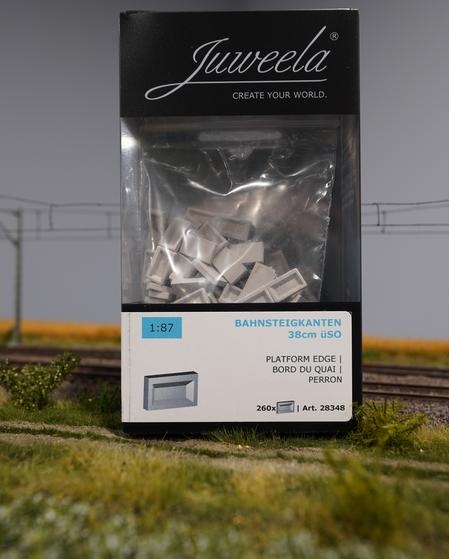 Juweela®
CREATE YOUR WORLD.
1:87
BAHNSTEIGKANTEN
38cm üSO
PLATFORM EDGE |
BORD DU QUAI |
PERRON
260x | Art. 28348